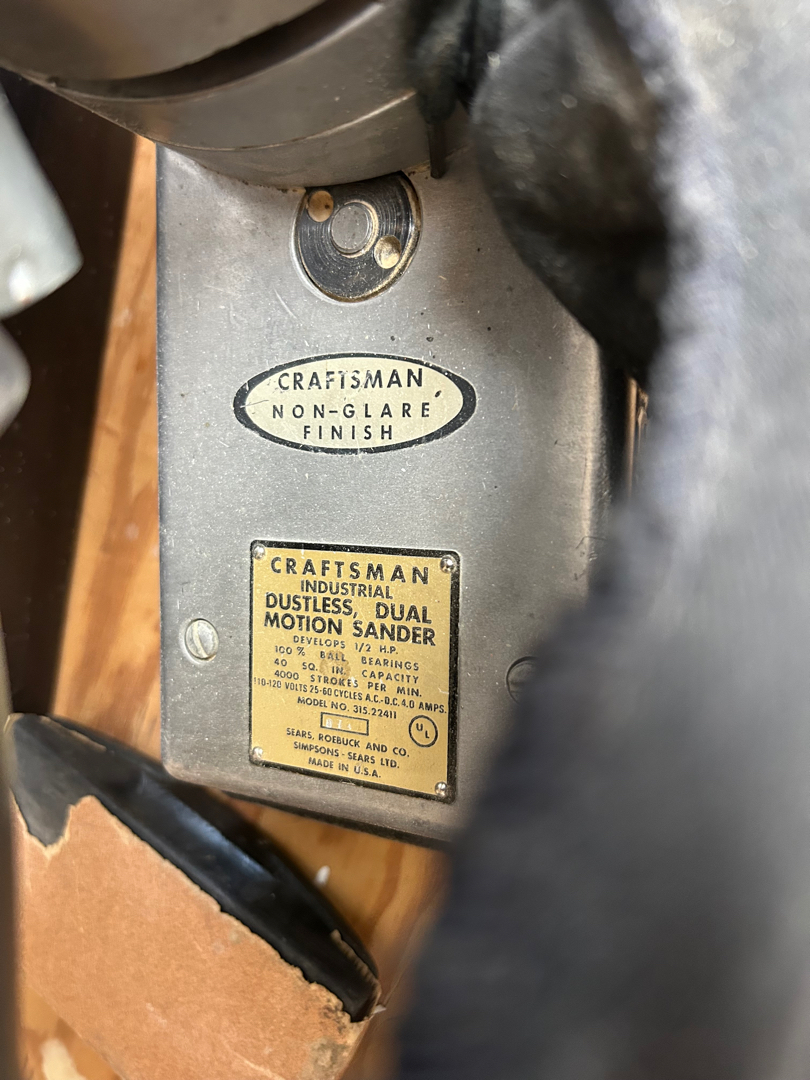 CRAFTSMAN
NON-GLARE
FINISH
CRAFTSMAN
INDUSTRIAL
DUSTLESS, DUAL
MOTION SANDER
DEVELOPS 1/2 H.P.
100% BALL BEARINGS
40 SQ. IN. CAPACITY
4000 STROKES PER MIN.
110-120 VOLTS 25-60 CYCLES A.C.-D.C. 4.0 AMPS.
MODEL NO. 315.22411
UL
SEARS, ROEBUCK AND CO.
SIMPSONS-SEARS LTD.
MADE IN U.S.A.